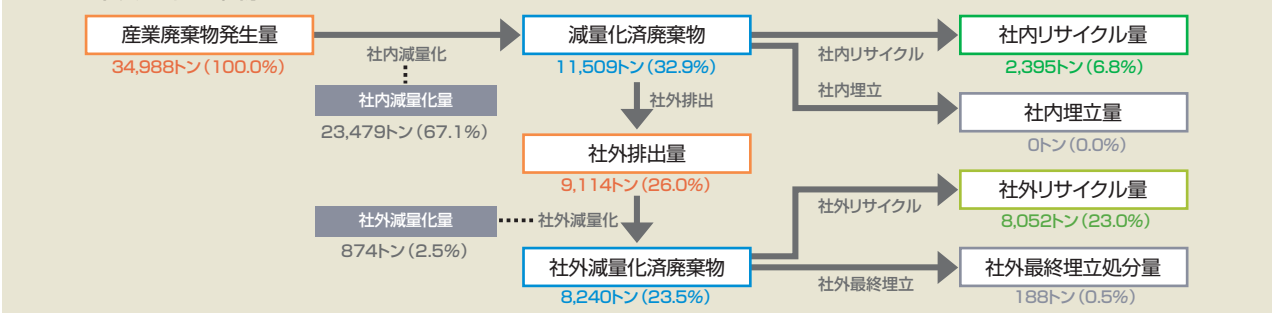 産業廃棄物発生量
34,988トン(100.0%)
社内減量化
社内減量化量
23,479トン(67.1%)
減量化済廃棄物
11,509トン(32.9%)
社内リサイクル
社内リサイクル量
2,395トン(6.8%)
社内埋立
社内埋立量
0トン(0.0%)
社外排出
社外排出量
9,114トン(26.0%)
社外減量化量
874トン(2.5%)
社外減量化
社外減量化済廃棄物
8,240トン(23.5%)
社外リサイクル
社外リサイクル量
8,052トン(23.0%)
社外最終埋立
社外最終埋立処分量
188トン(0.5%)